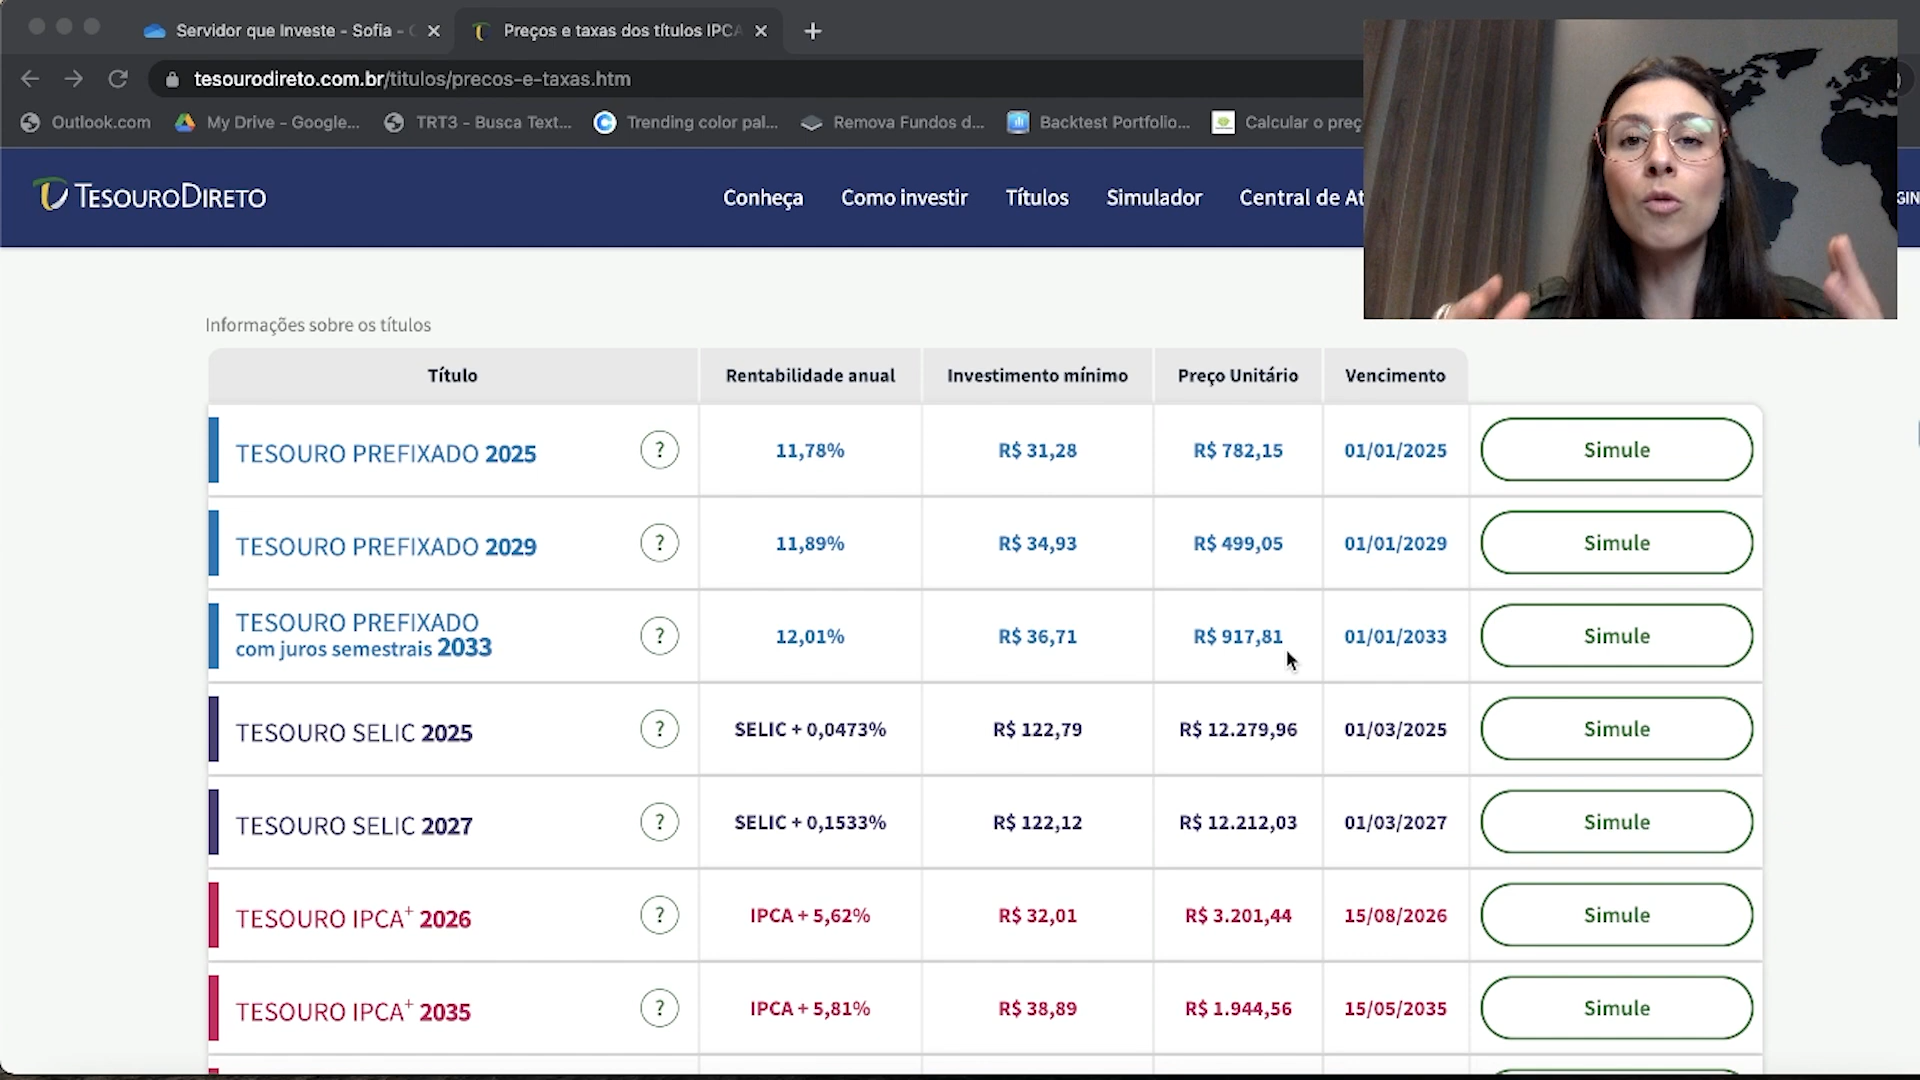 Servidor que Investe - Sofia -
Preços e taxas dos títulos IPCA
tesourodireto.com.br/titulos/precos-e-taxas.htm
Outlook.com
My Drive - Google...
TRT3 - Busca Text...
Trending color pal...
Remova Fundos d...
Backtest Portfolio...
Calcular o preç
TESOURODIRETO
Conheça
Como investir
Títulos
Simulador
Central de At
GIN
Informações sobre os títulos
Título Rentabilidade anual Investimento mínimo Preço Unitário Vencimento
TESOURO PREFIXADO 2025 ? 11,78% R$ 31,28 R$ 782,15 01/01/2025 Simule
TESOURO PREFIXADO 2029 ? 11,89% R$ 34,93 R$ 499,05 01/01/2029 Simule
TESOURO PREFIXADO
com juros semestrais 2033 ? 12,01% R$ 36,71 R$ 917,81 01/01/2033 Simule
TESOURO SELIC 2025 ? SELIC + 0,0473% R$ 122,79 R$ 12.279,96 01/03/2025 Simule
TESOURO SELIC 2027 ? SELIC + 0,1533% R$ 122,12 R$ 12.212,03 01/03/2027 Simule
TESOURO IPCA+ 2026 ? IPCA + 5,62% R$ 32,01 R$ 3.201,44 15/08/2026 Simule
TESOURO IPCA+ 2035 ? IPCA + 5,81% R$ 38,89 R$ 1.944,56 15/05/2035 Simule